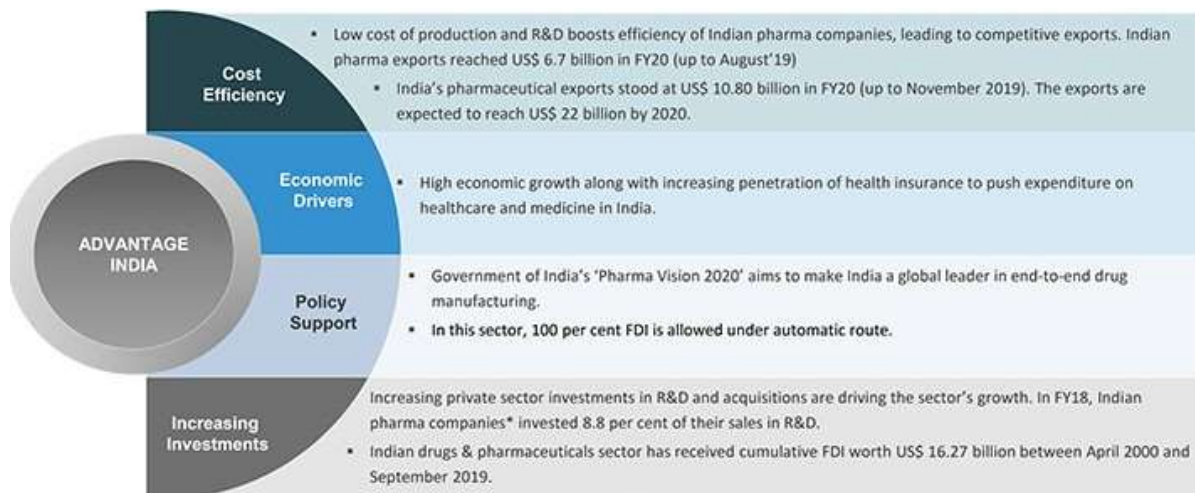 ADVANTAGE
INDIA
Cost
Efficiency
▪ Low cost of production and R&D boosts efficiency of Indian pharma companies, leading to competitive exports. Indian
pharma exports reached US$ 6.7 billion in FY20 (up to August'19)
▪ India's pharmaceutical exports stood at US$ 10.80 billion in FY20 (up to November 2019). The exports are
expected to reach US$ 22 billion by 2020.
Economic
Drivers
▪ High economic growth along with increasing penetration of health insurance to push expenditure on
healthcare and medicine in India.
Policy
Support
▪ Government of India's 'Pharma Vision 2020' aims to make India a global leader in end-to-end drug
manufacturing.
▪ In this sector, 100 per cent FDI is allowed under automatic route.
Increasing
Investments
Increasing private sector investments in R&D and acquisitions are driving the sector's growth. In FY18, Indian
pharma companies* invested 8.8 per cent of their sales in R&D.
▪ Indian drugs & pharmaceuticals sector has received cumulative FDI worth US$ 16.27 billion between April 2000 and
September 2019.